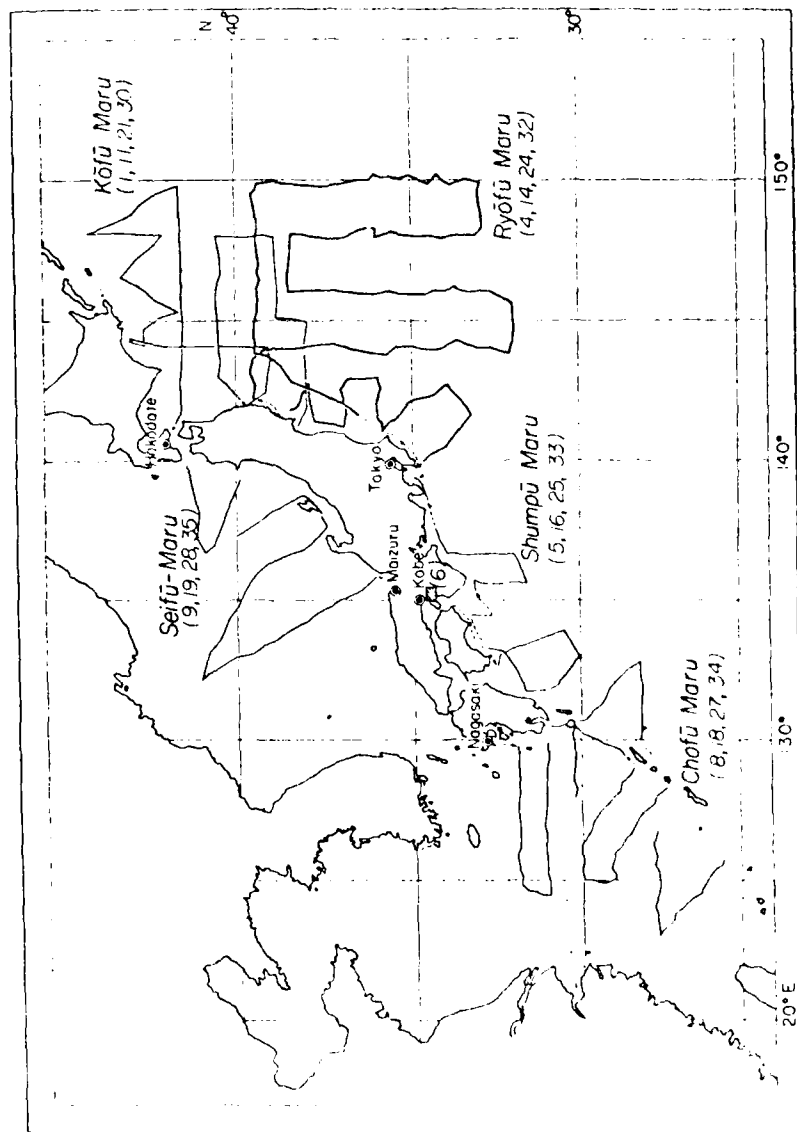 Kōfū Maru
(1, 11, 21, 30)
Hakodate
Seifū-Maru
(9, 19, 28, 35)
N
40°
Tokyo
Maizuru
Kobe
(6)
Nagasaki
Ryōfū Maru
(4, 14, 24, 32)
Shumpū Maru
(5, 16, 25, 33)
30°
Chofū Maru
(8, 18, 27, 34)
20° E
130°
140°
150°